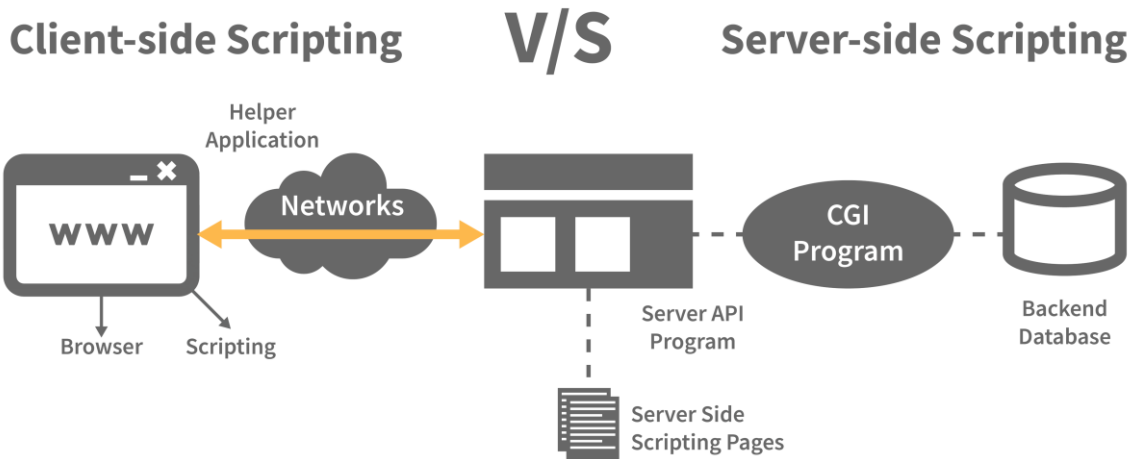 Client-side Scripting
V/S
Server-side Scripting
Helper
Application
www
Networks
Browser
Scripting
Server API
Program
CGI
Program
Backend
Database
Server Side
Scripting Pages